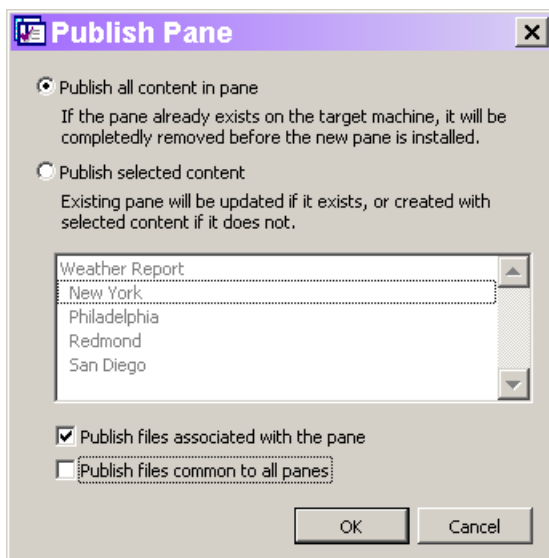 Publish Pane
Publish all content in pane
If the pane already exists on the target machine, it will be
completedly removed before the new pane is installed.
Publish selected content
Existing pane will be updated if it exists, or created with
selected content if it does not.
Weather Report
New York
Philadelphia
Redmond
San Diego
Publish files associated with the pane
Publish files common to all panes
OK
Cancel